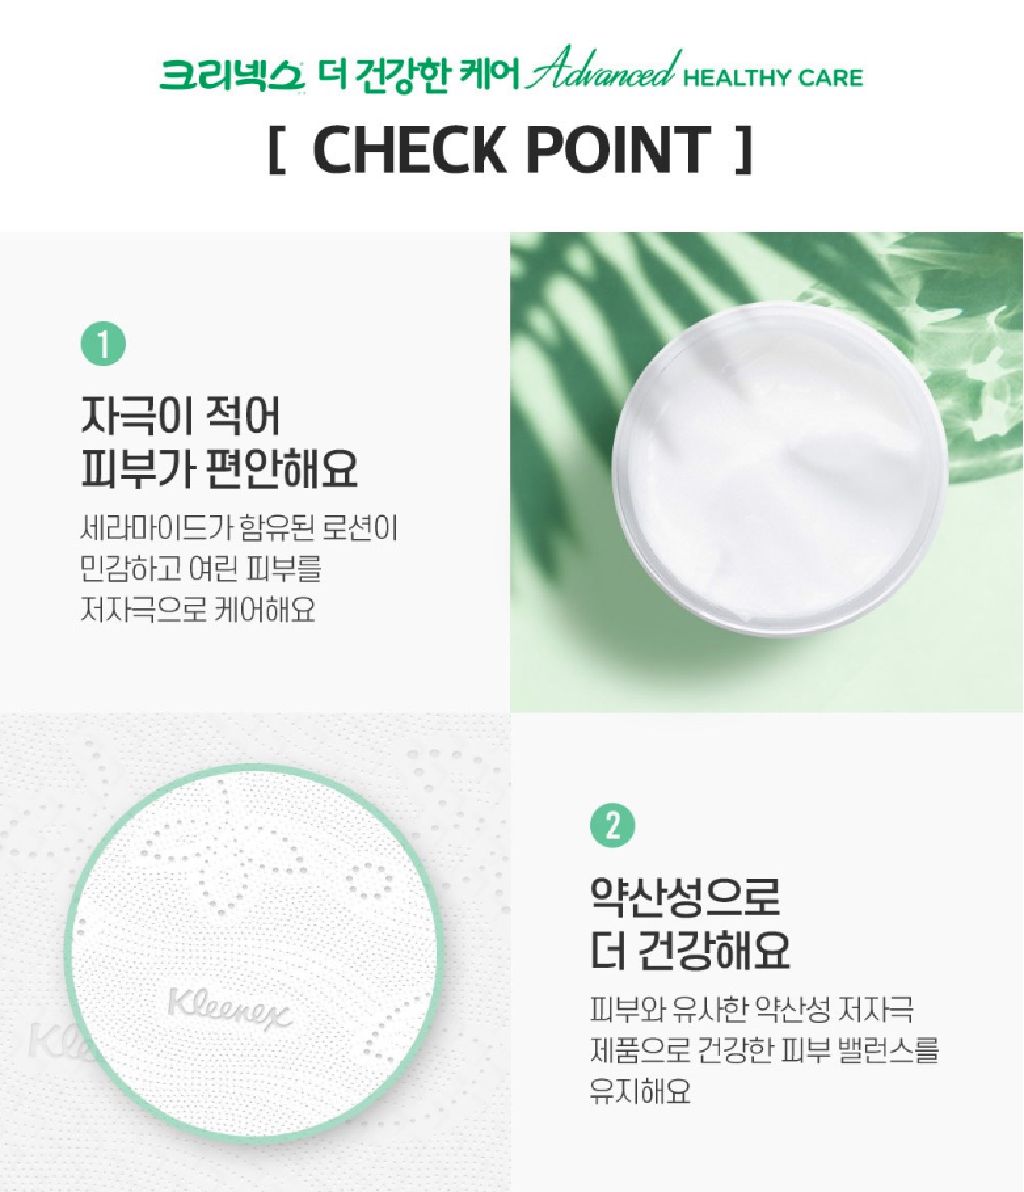 크리넥스 더 건강한 케어 Advanced HEALTHY CARE
[ CHECK POINT ]
1
자극이 적어
피부가 편안해요
세라마이드가 함유된 로션이
민감하고 여린 피부를
저자극으로 케어해요
Kleenex
Kle
2
약산성으로
더 건강해요
피부와 유사한 약산성 저자극
제품으로 건강한 피부 밸런스를
유지해요